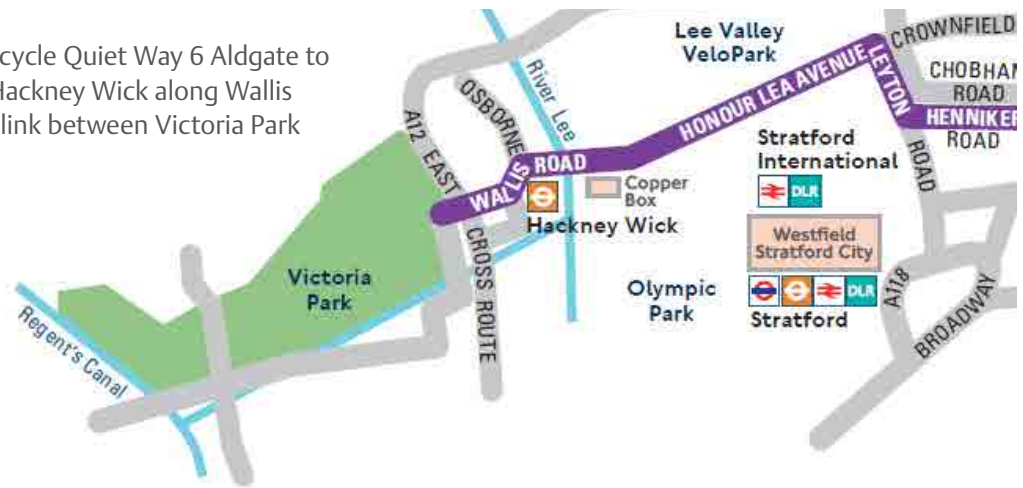 cycle Quiet Way 6 Aldgate to
Hackney Wick along Wallis
link between Victoria Park
Lee Valley
VeloPark
CROWNFIELD
CHOBHAM
ROAD
HENNIKER
ROAD
LEYTON
ROAD
HONOUR LEA AVENUE
River Lee
OSBORNE
A12 EAST
CROSS ROUTE
WALLIS ROAD
Copper
Box
Hackney Wick
Stratford
International
DLR
Westfield
Stratford City
DLR
Stratford
A118
BROADWAY
Olympic
Park
Victoria
Park
Regent's Canal